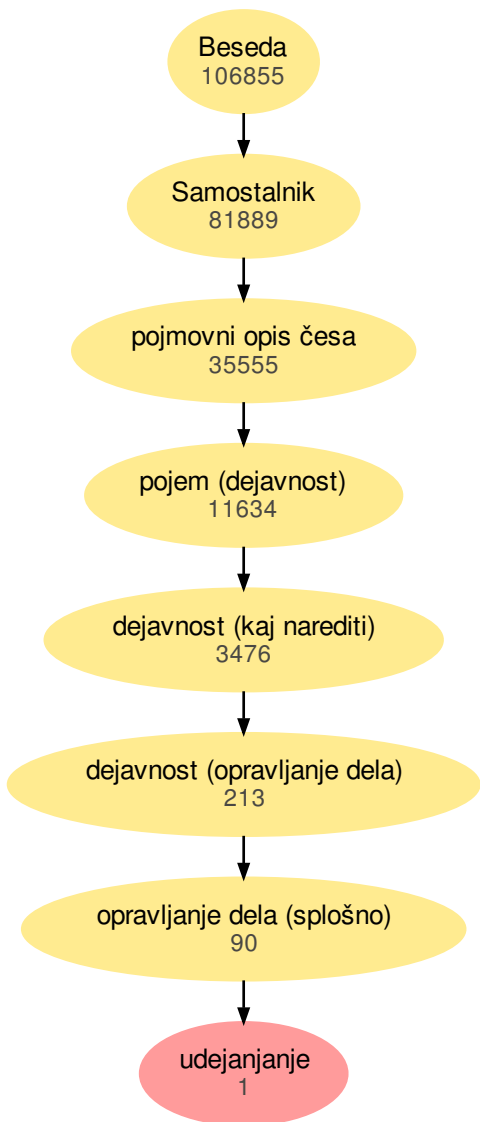 Beseda
106855
Samostalnik
81889
pojmovni opis česa
35555
pojem (dejavnost)
11634
dejavnost (kaj narediti)
3476
dejavnost (opravljanje dela)
213
opravljanje dela (splošno)
90
udejanjanje
1